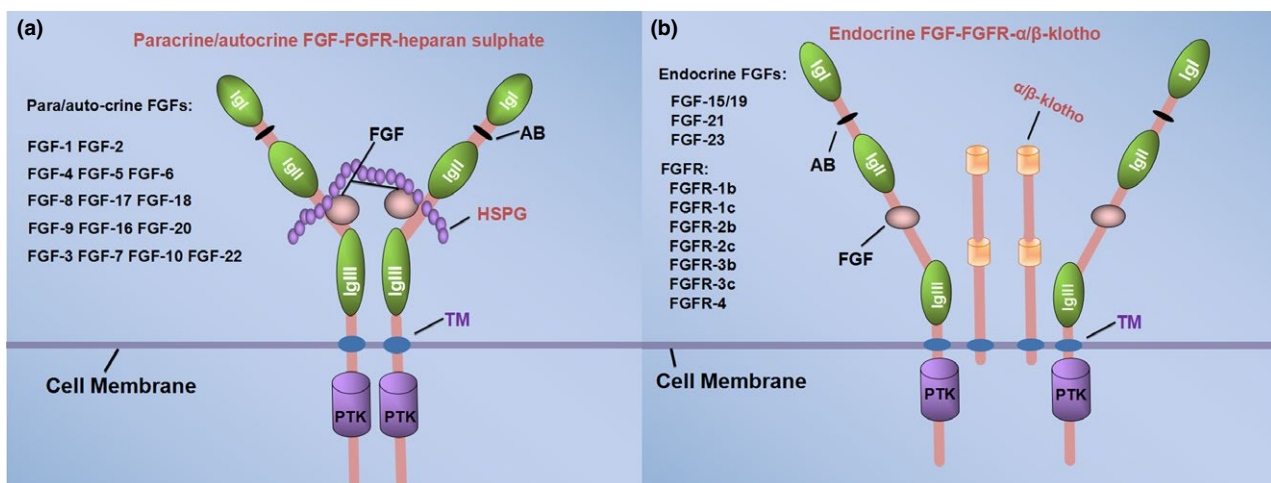 (a)
Paracrine/autocrine FGF-FGFR-heparan sulphate
Para/auto-crine FGFs:
FGF-1 FGF-2
FGF-4 FGF-5 FGF-6
FGF-8 FGF-17 FGF-18
FGF-9 FGF-16 FGF-20
FGF-3 FGF-7 FGF-10 FGF-22
IgI
IgI
FGF
AB
IgII
IgII
HSPG
IgIII
IgIII
TM
Cell Membrane
PTK
PTK
(b)
Endocrine FGF-FGFR-α/β-klotho
Endocrine FGFs:
FGF-15/19
FGF-21
FGF-23
FGFR:
FGFR-1b
FGFR-1c
FGFR-2b
FGFR-2c
FGFR-3b
FGFR-3c
FGFR-4
IgI
IgI
α/β-klotho
AB
IgII
IgII
FGF
IgIII
IgIII
TM
Cell Membrane
PTK
PTK